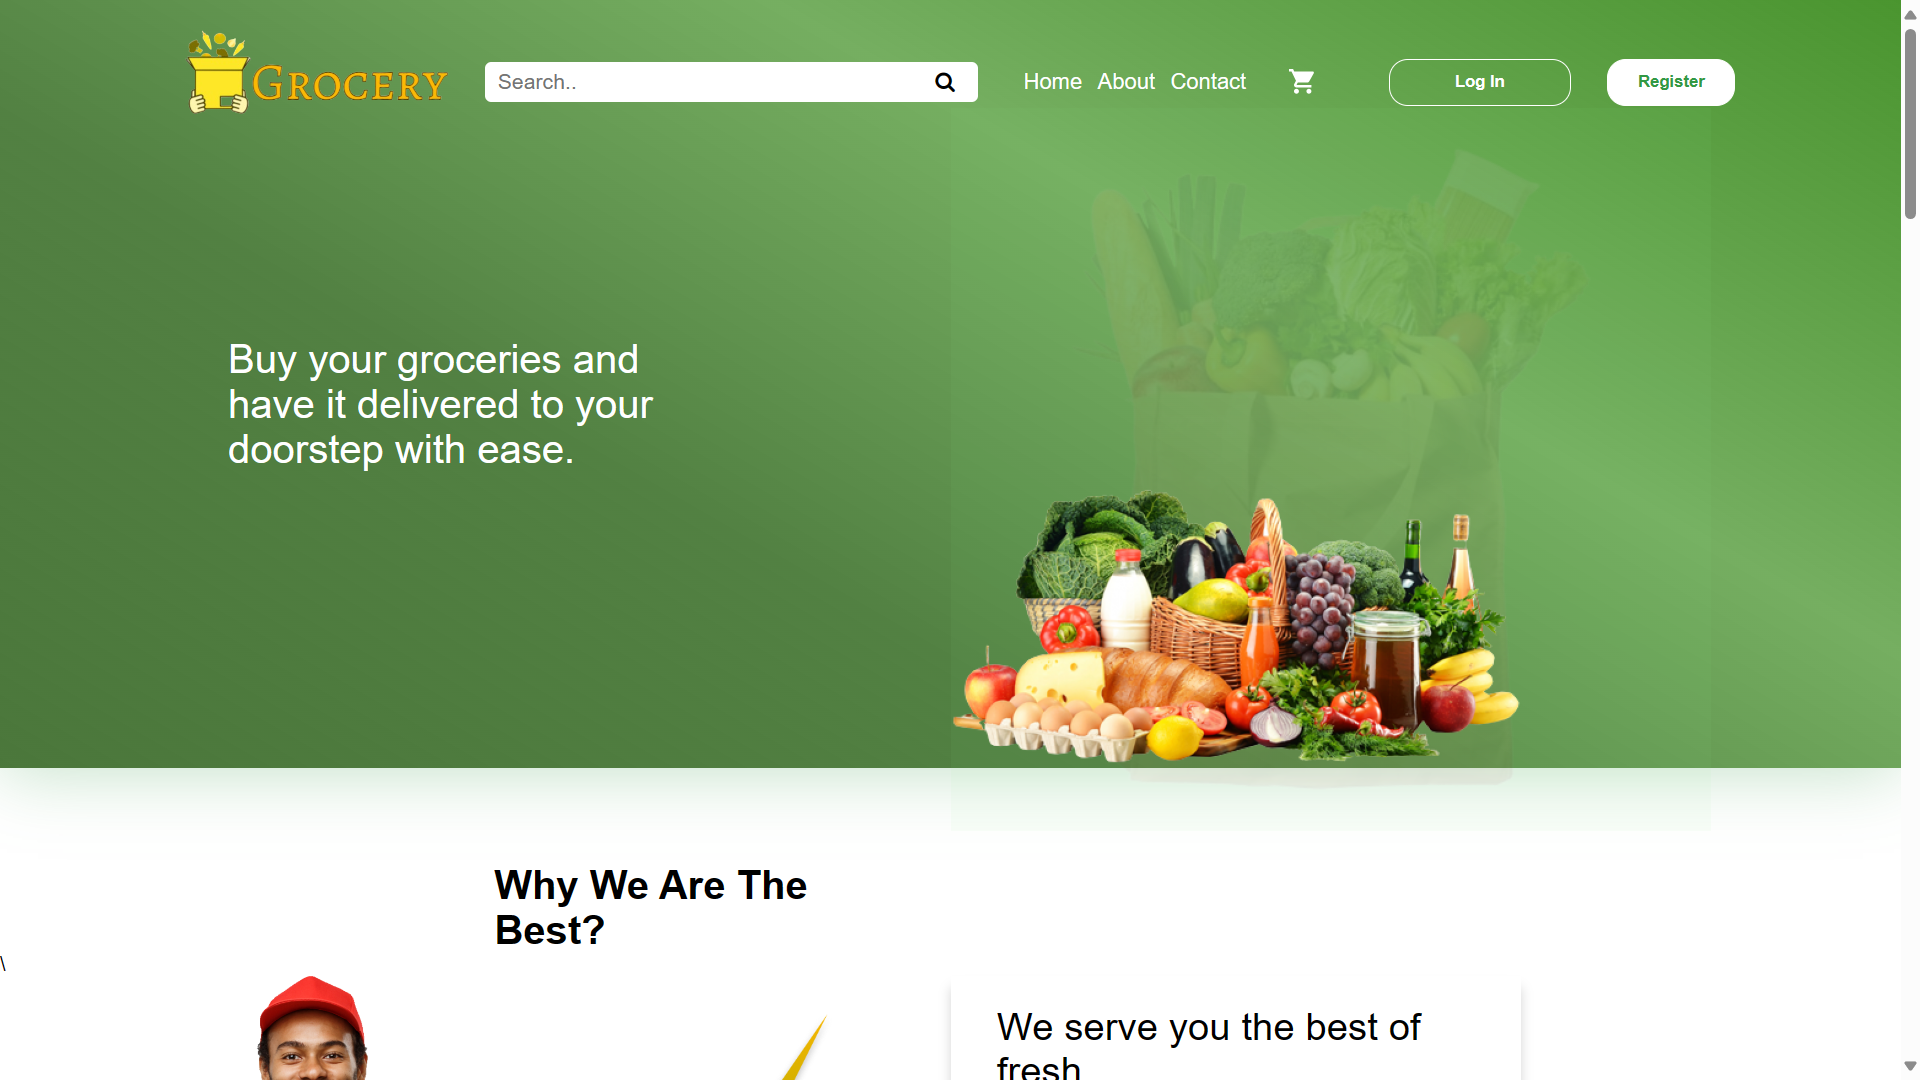 GROCERY
Search..
Home About Contact
Log In
Register
Buy your groceries and
have it delivered to your
doorstep with ease.
Why We Are The
Best?
\
We serve you the best of
fresh